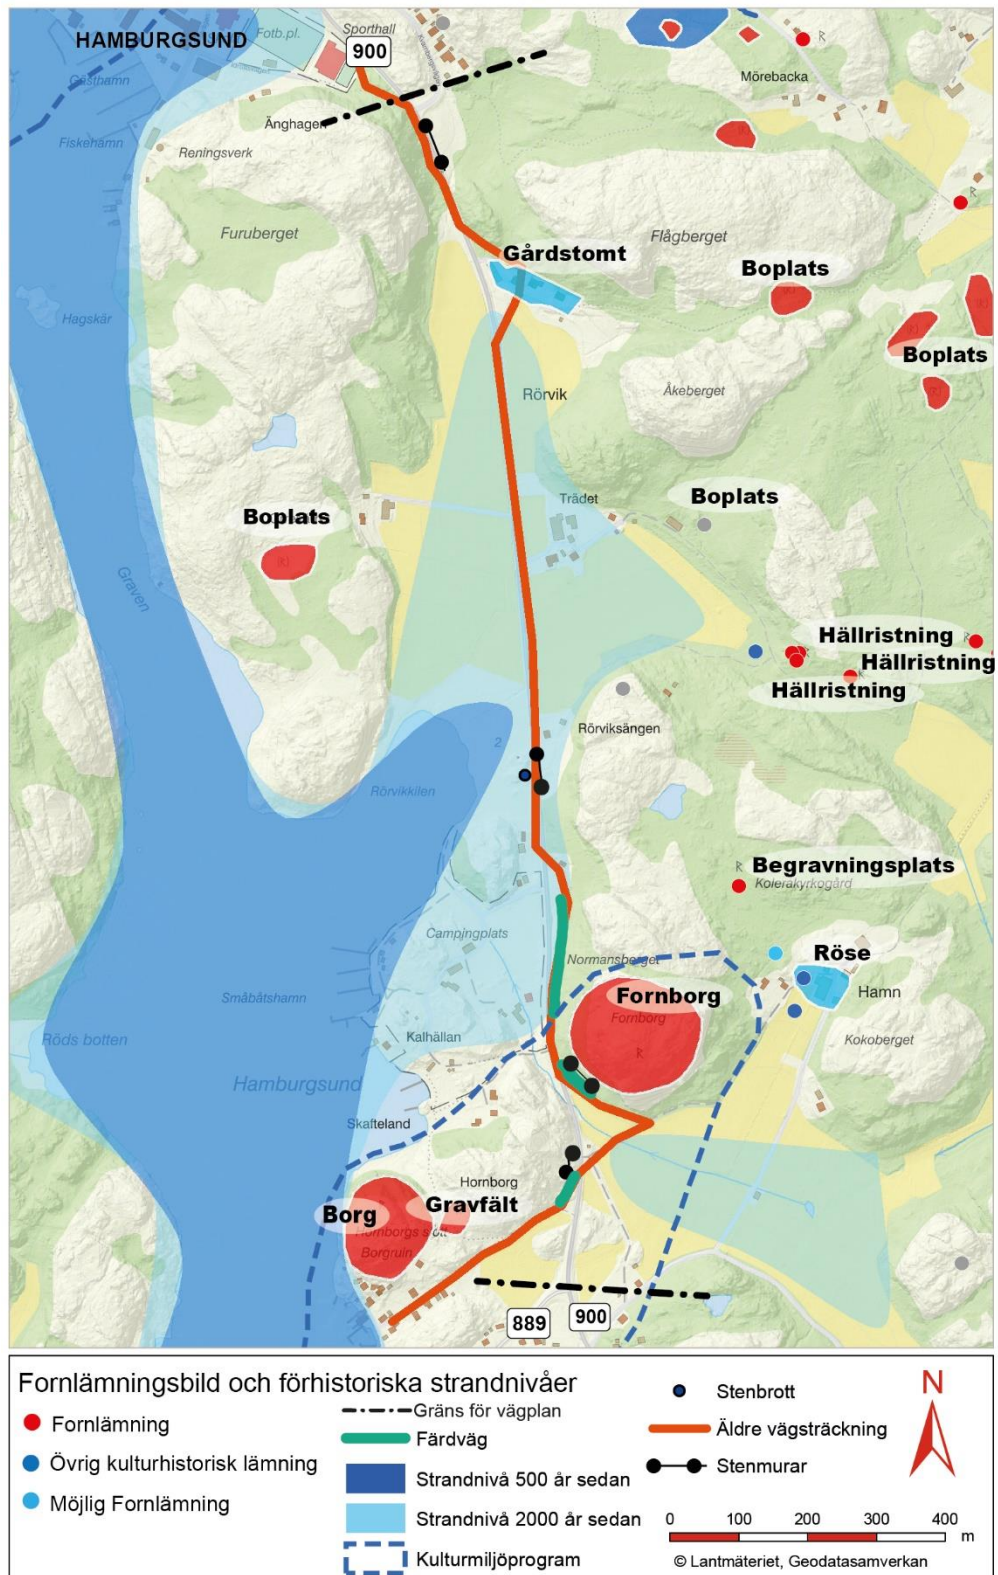 HAMBURGSUND
Fotb.pl.
Sporthall
900
Gästhamn
Fiskehamn
Änghagen
Reningsverk
Mörebacka
R
Furuberget
Flågberget
R
Gårdstomt
Boplats
Hagskär
Boplats
Rörvik
Åkeberget
Boplats
Trädet
Boplats
(R)
Graven
Hällristning
R
Hällristning
Hällristning
Rörviksängen
2
Rörvikkilen
R
Begravningsplats
Kolerakyrkogård
Campingplats
Normansberget
Röse
Småbåtshamn
Fornborg
Fornborg
Hamn
Kalhällan
R
Kokoberget
Röds botten
Hamburgsund
Skafteland
Hornborg
Gravfält
Borg
Hornborgs slott
Borgruin
889
900
Fornlämningsbild och förhistoriska strandnivåer
Fornlämning
Övrig kulturhistorisk lämning
Möjlig Fornlämning
Gräns för vägplan
Färdväg
Strandnivå 500 år sedan
Strandnivå 2000 år sedan
Kulturmiljöprogram
Stenbrott
Äldre vägsträckning
Stenmurar
N
0 100 200 300 400
m
© Lantmäteriet, Geodatasamverkan